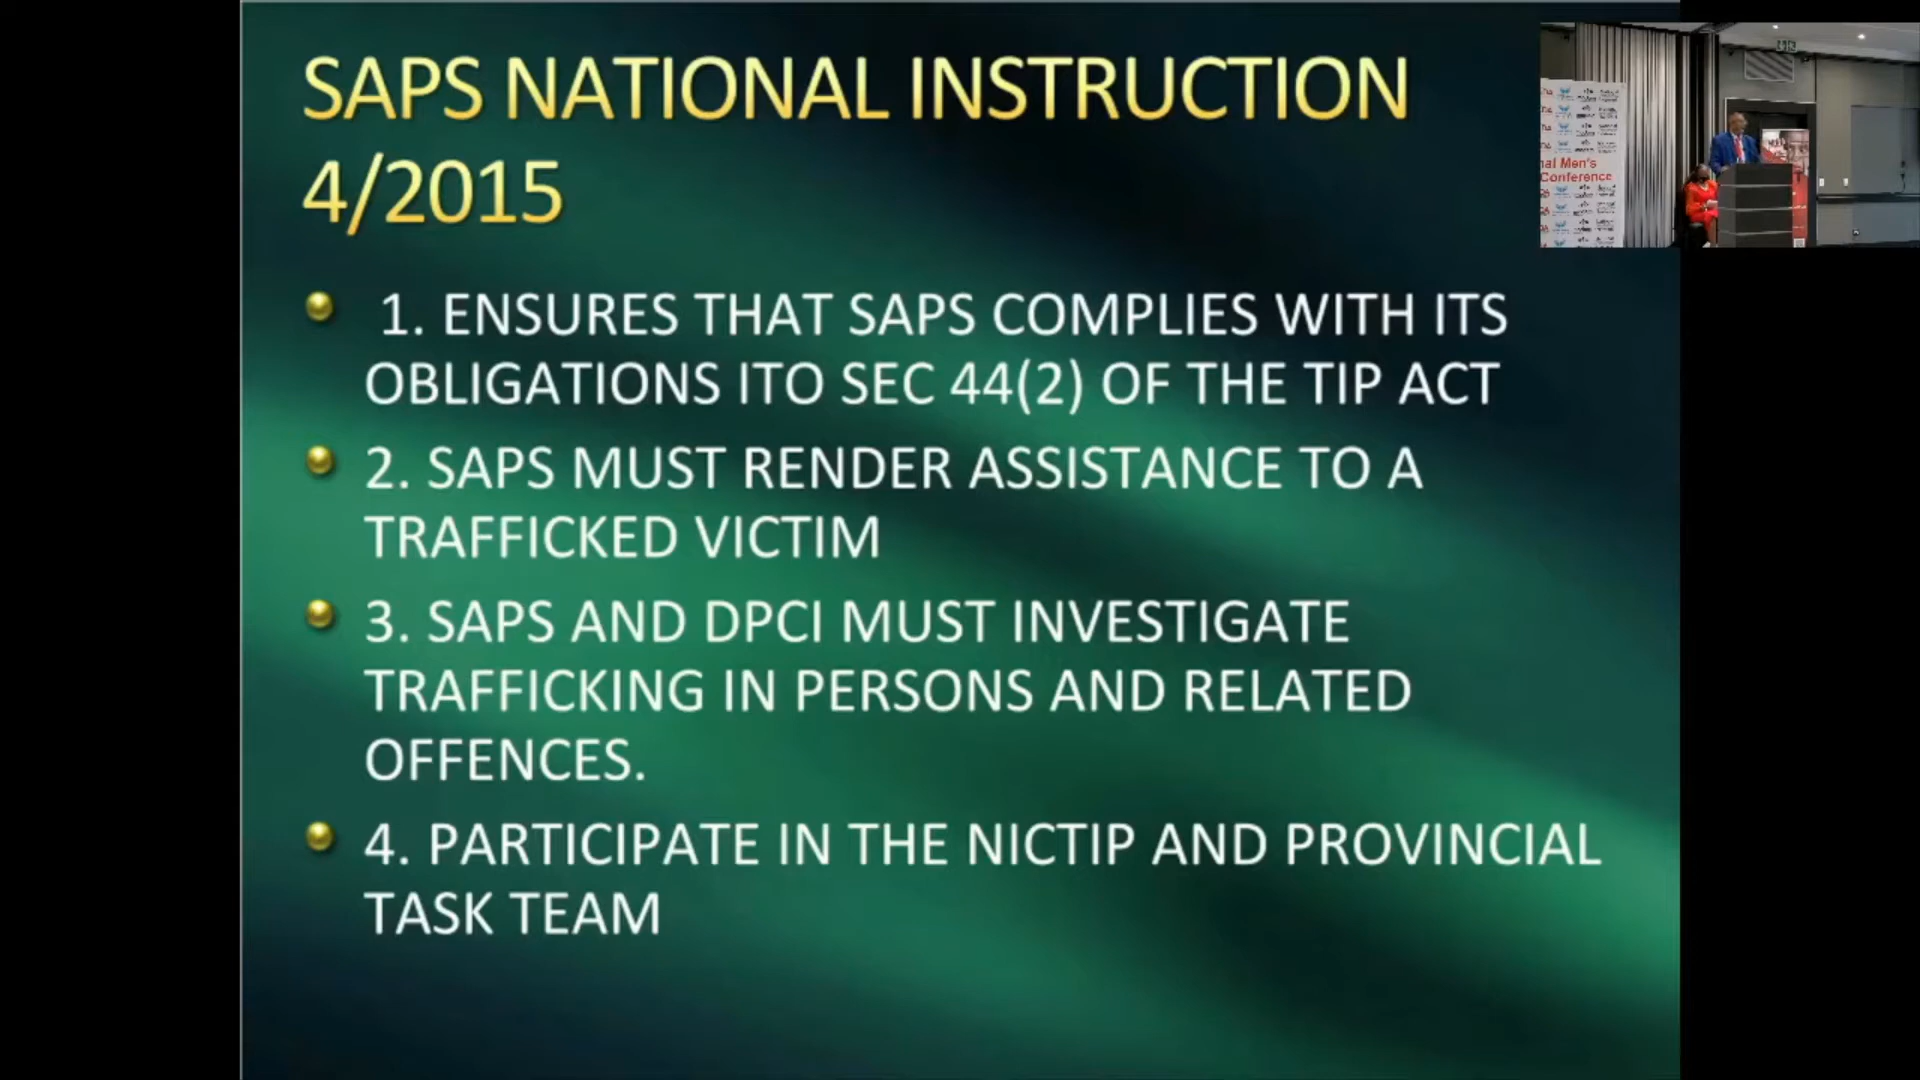 SAPS NATIONAL INSTRUCTION
4/2015
1. ENSURES THAT SAPS COMPLIES WITH ITS
OBLIGATIONS ITO SEC 44(2) OF THE TIP ACT
2. SAPS MUST RENDER ASSISTANCE TO A
TRAFFICKED VICTIM
3. SAPS AND DPCI MUST INVESTIGATE
TRAFFICKING IN PERSONS AND RELATED
OFFENCES.
4. PARTICIPATE IN THE NICTIP AND PROVINCIAL
TASK TEAM
nal Men's
Conference